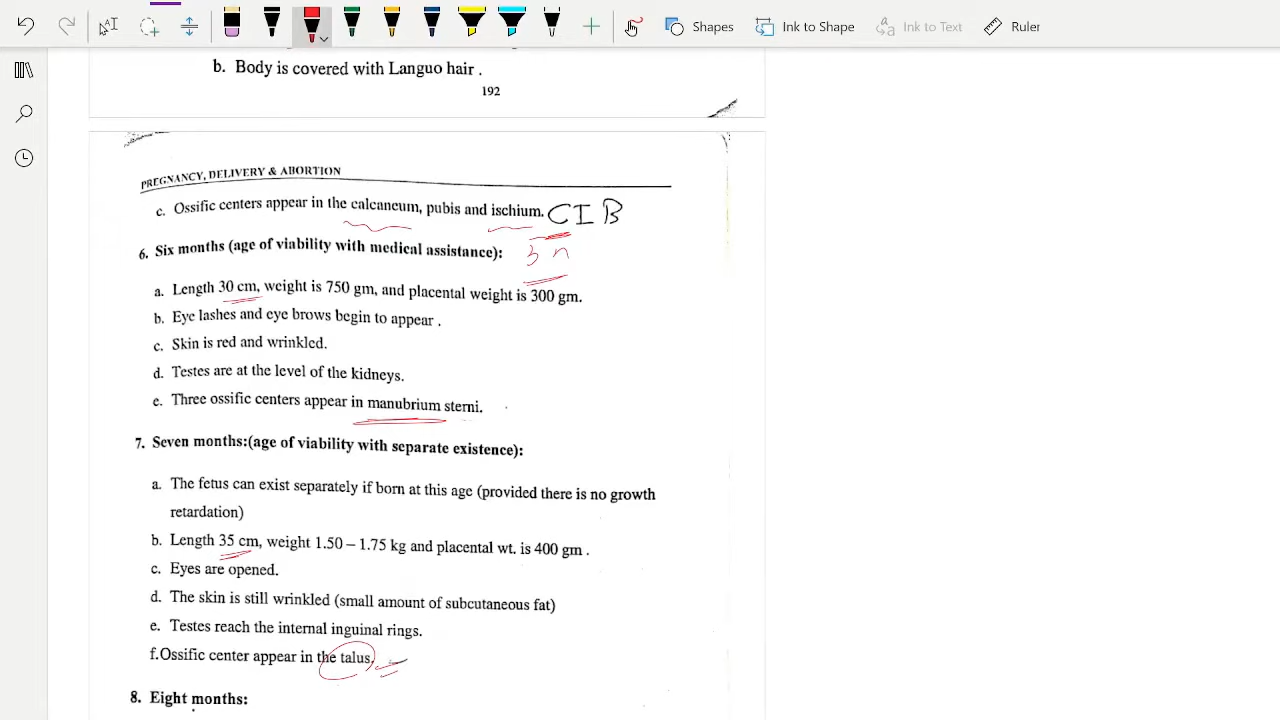 Shapes Ink to Shape Ink to Text Ruler
b. Body is covered with Languo hair .
192
PREGNANCY, DELIVERY & ABORTION
c. Ossific centers appear in the calcaneum, pubis and ischium. CIB
6. Six months (age of viability with medical assistance): 3 n
a. Length 30 cm, weight is 750 gm, and placental weight is 300 gm.
b. Eye lashes and eye brows begin to appear .
c. Skin is red and wrinkled.
d. Testes are at the level of the kidneys.
e. Three ossific centers appear in manubrium sterni.
7. Seven months:(age of viability with separate existence):
a. The fetus can exist separately if born at this age (provided there is no growth
retardation)
b. Length 35 cm, weight 1.50 – 1.75 kg and placental wt. is 400 gm .
c. Eyes are opened.
d. The skin is still wrinkled (small amount of subcutaneous fat)
e. Testes reach the internal inguinal rings.
f.Ossific center appear in the talus.
8. Eight months: